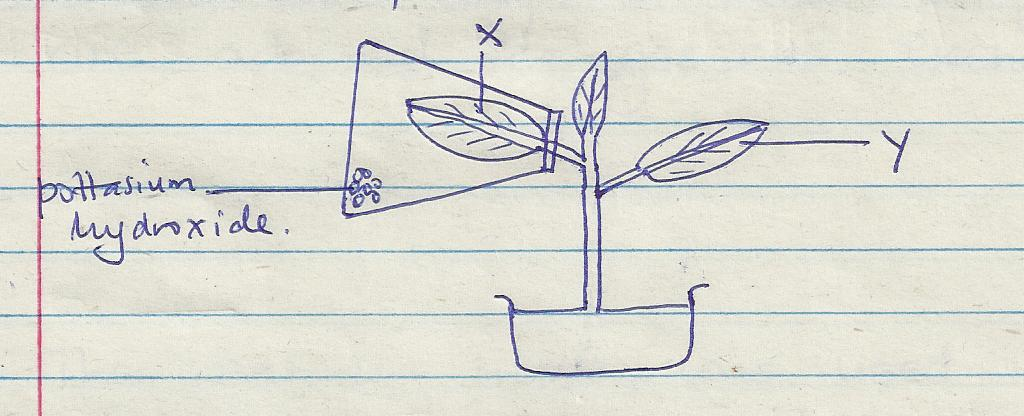 X
Y
pottasium
hydroxide.